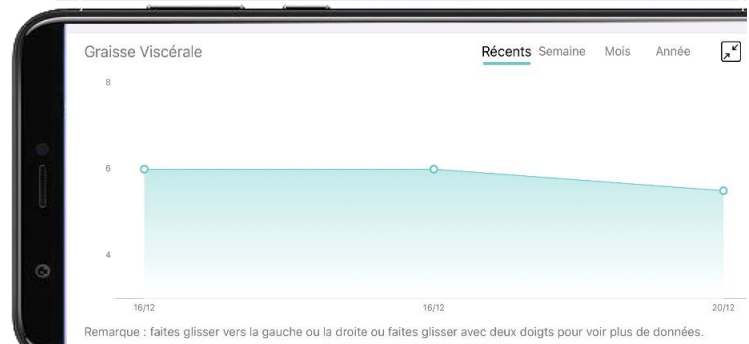 Graisse Viscérale
Récents Semaine Mois Année
8
6
4
16/12 16/12 20/12
Remarque : faites glisser vers la gauche ou la droite ou faites glisser avec deux doigts pour voir plus de données.